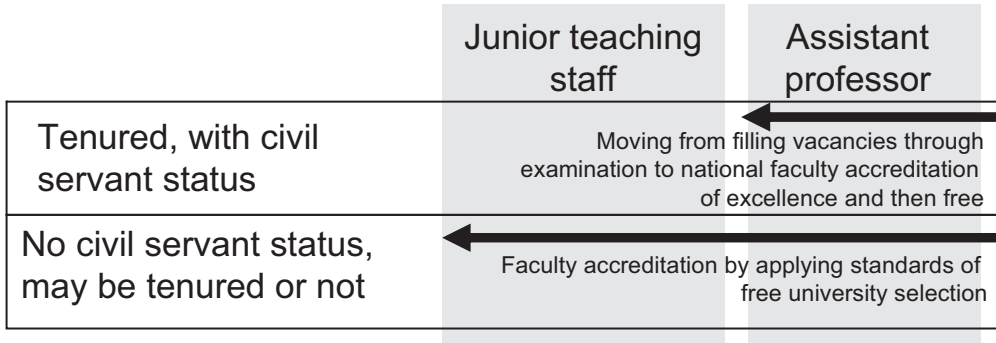 Junior teaching
staff
Assistant
professor
Tenured, with civil
servant status
Moving from filling vacancies through
examination to national faculty accreditation
of excellence and then free
No civil servant status,
may be tenured or not
Faculty accreditation by applying standards of
free university selection